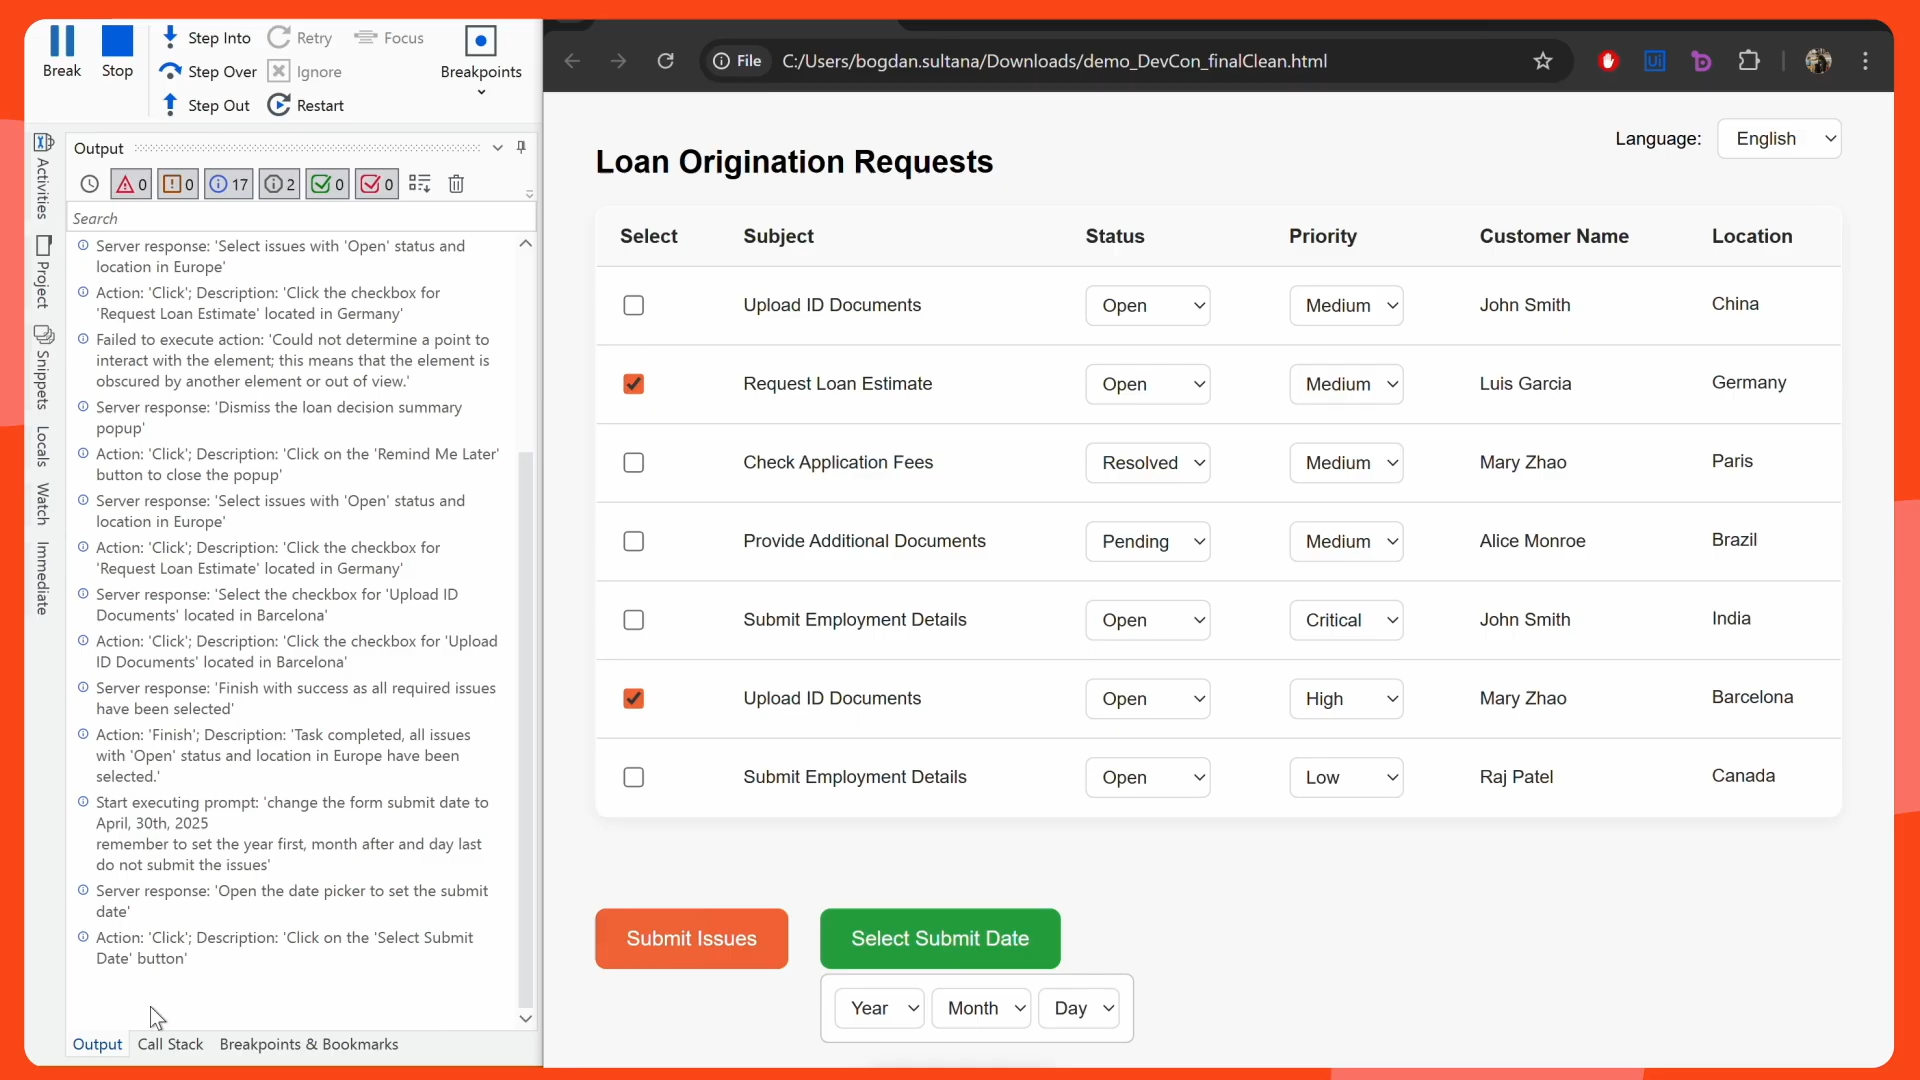 Break
Stop
Step Into
Step Over
Step Out
Retry
Ignore
Restart
Focus
Breakpoints
Activities
Project
Snippets
Locals
Watch
Immediate
Output
0
0
17
2
0
0
Search
Server response: 'Select issues with 'Open' status and
location in Europe'
Action: 'Click'; Description: 'Click the checkbox for
'Request Loan Estimate' located in Germany'
Failed to execute action: 'Could not determine a point to
interact with the element; this means that the element is
obscured by another element or out of view.'
Server response: 'Dismiss the loan decision summary
popup'
Action: 'Click'; Description: 'Click on the 'Remind Me Later'
button to close the popup'
Server response: 'Select issues with 'Open' status and
location in Europe'
Action: 'Click'; Description: 'Click the checkbox for
'Request Loan Estimate' located in Germany'
Server response: 'Select the checkbox for 'Upload ID
Documents' located in Barcelona'
Action: 'Click'; Description: 'Click the checkbox for 'Upload
ID Documents' located in Barcelona'
Server response: 'Finish with success as all required issues
have been selected'
Action: 'Finish'; Description: 'Task completed, all issues
with 'Open' status and location in Europe have been
selected.'
Start executing prompt: 'change the form submit date to
April, 30th, 2025
remember to set the year first, month after and day last
do not submit the issues'
Server response: 'Open the date picker to set the submit
date'
Action: 'Click'; Description: 'Click on the 'Select Submit
Date' button'
Output Call Stack Breakpoints & Bookmarks
File C:/Users/bogdan.sultana/Downloads/demo_DevCon_finalClean.html
Ui
Language: English
Loan Origination Requests
Select Subject Status Priority Customer Name Location
Upload ID Documents Open Medium John Smith China
Request Loan Estimate Open Medium Luis Garcia Germany
Check Application Fees Resolved Medium Mary Zhao Paris
Provide Additional Documents Pending Medium Alice Monroe Brazil
Submit Employment Details Open Critical John Smith India
Upload ID Documents Open High Mary Zhao Barcelona
Submit Employment Details Open Low Raj Patel Canada
Submit Issues Select Submit Date
Year Month Day